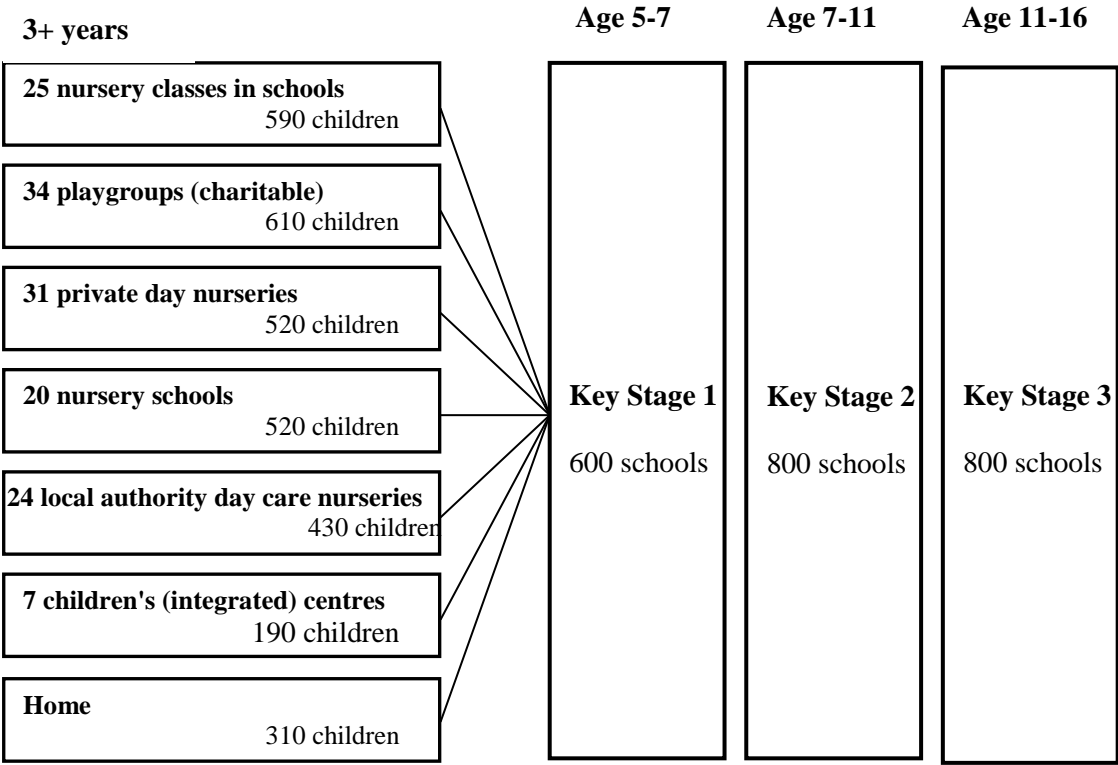 3+ years
25 nursery classes in schools
590 children
34 playgroups (charitable)
610 children
31 private day nurseries
520 children
20 nursery schools
520 children
24 local authority day care nurseries
430 children
7 children's (integrated) centres
190 children
Home
310 children
Age 5-7
Key Stage 1
600 schools
Age 7-11
Key Stage 2
800 schools
Age 11-16
Key Stage 3
800 schools